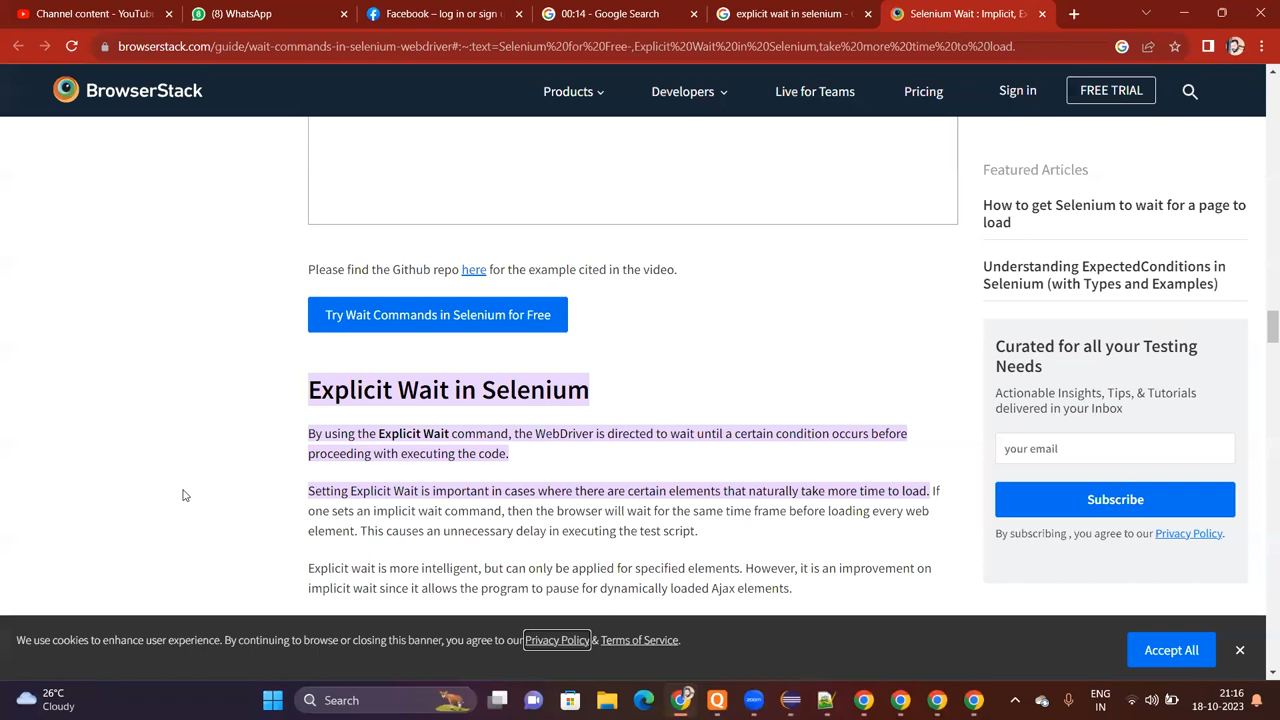 Channel content - YouTub
(8) WhatsApp
Facebook – log in or sign u
00:14 - Google Search
explicit wait in selenium -
Selenium Wait : Implicit, E
browserstack.com/guide/wait-commands-in-selenium-webdriver#:~:text=Selenium%20for%20Free-,Explicit%20Wait%20in%20Selenium,take%20more%20time%20to%20load.
BrowserStack
Products
Developers
Live for Teams
Pricing
Sign in
FREE TRIAL
Please find the Github repo here for the example cited in the video.
Try Wait Commands in Selenium for Free
Explicit Wait in Selenium
By using the Explicit Wait command, the WebDriver is directed to wait until a certain condition occurs before
proceeding with executing the code.
Setting Explicit Wait is important in cases where there are certain elements that naturally take more time to load. If
one sets an implicit wait command, then the browser will wait for the same time frame before loading every web
element. This causes an unnecessary delay in executing the test script.
Explicit wait is more intelligent, but can only be applied for specified elements. However, it is an improvement on
implicit wait since it allows the program to pause for dynamically loaded Ajax elements.
Featured Articles
How to get Selenium to wait for a page to
load
Understanding ExpectedConditions in
Selenium (with Types and Examples)
Curated for all your Testing
Needs
Actionable Insights, Tips, & Tutorials
delivered in your Inbox
your email
Subscribe
By subscribing , you agree to our Privacy Policy.
We use cookies to enhance user experience. By continuing to browse or closing this banner, you agree to our Privacy Policy & Terms of Service.
Accept All
26°C
Cloudy
Search
ENG
IN
21:16
18-10-2023